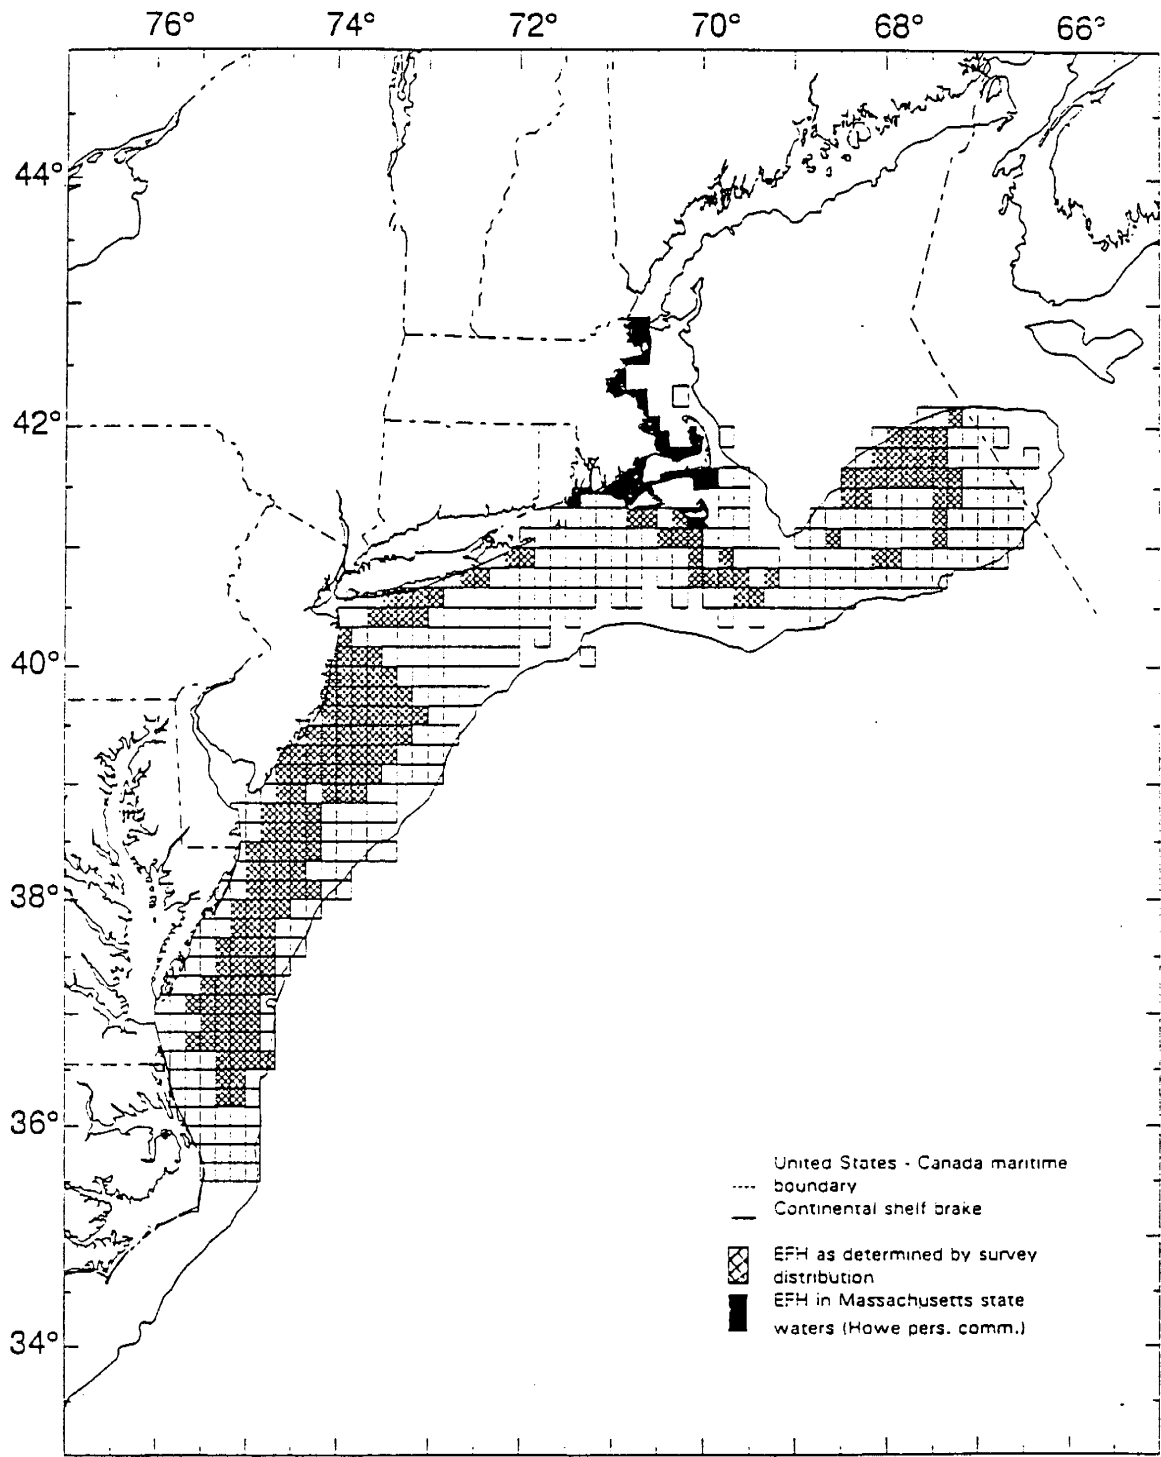 76° 74° 72° 70° 68° 66°
44°
42°
40°
38°
36°
34°
United States - Canada maritime
boundary
Continental shelf brake
EFH as determined by survey
distribution
EFH in Massachusetts state
waters (Howe pers. comm.)